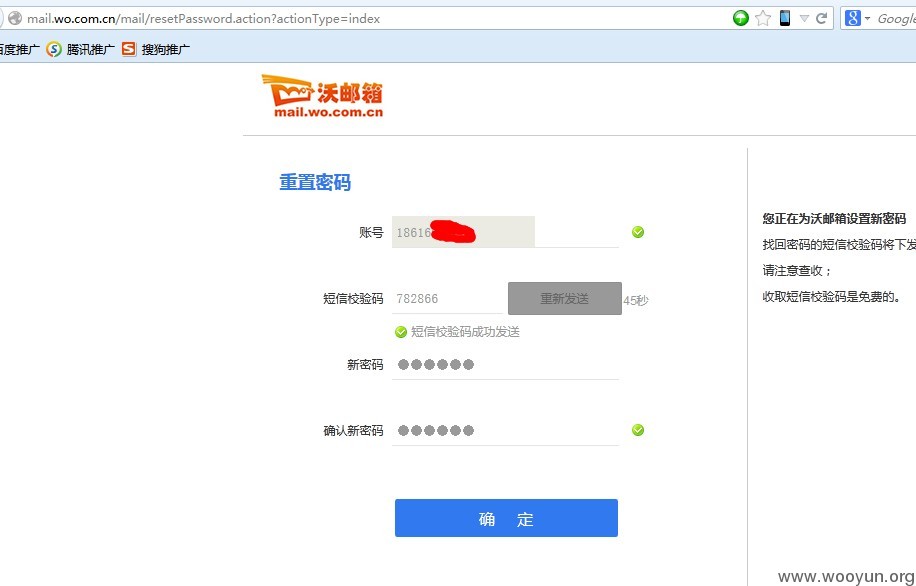 mail.wo.com.cn/mail/resetPassword.action?actionType=index
Google
百度推广 腾讯推广 搜狗推广
沃邮箱
mail.wo.com.cn
重置密码
账号 18616
短信校验码 782866 重新发送 45秒
短信校验码成功发送
新密码
确认新密码
确 定
您正在为沃邮箱设置新密码
找回密码的短信校验码将下发
请注意查收；
收取短信校验码是免费的。
www.wooyun.org